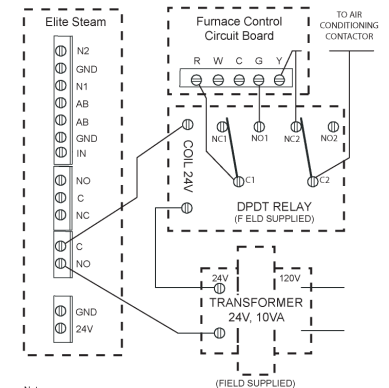 Elite Steam
N2
GND
N1
AB
AB
GND
IN
NO
C
NC
C
NO
GND
24V
Furnace Control
Circuit Board
R W C G Y
TO AIR
CONDITIONING
CONTACTOR
NC1 NO1 NC2 NO2
COIL 24V
C1 C2
DPDT RELAY
(F ELD SUPPLIED)
24V 120V
TRANSFORMER
24V, 10VA
(FIELD SUPPLIED)